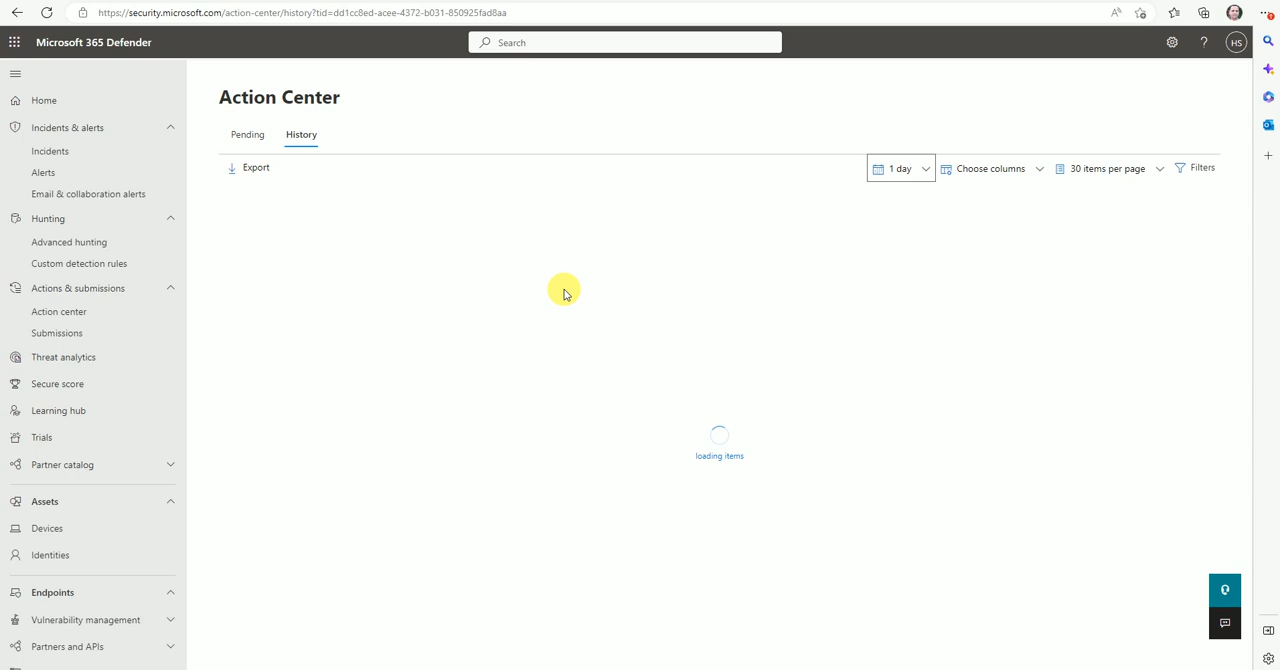 https://security.microsoft.com/action-center/history?tid=dd1cc8ed-acee-4372-b031-850925fad8aa
Microsoft 365 Defender
Search
?
HS
Home
Incidents & alerts
Incidents
Alerts
Email & collaboration alerts
Hunting
Advanced hunting
Custom detection rules
Actions & submissions
Action center
Submissions
Threat analytics
Secure score
Learning hub
Trials
Partner catalog
Assets
Devices
Identities
Endpoints
Vulnerability management
Partners and APIs
Action Center
Pending History
Export
1 day Choose columns 30 items per page Filters
loading items